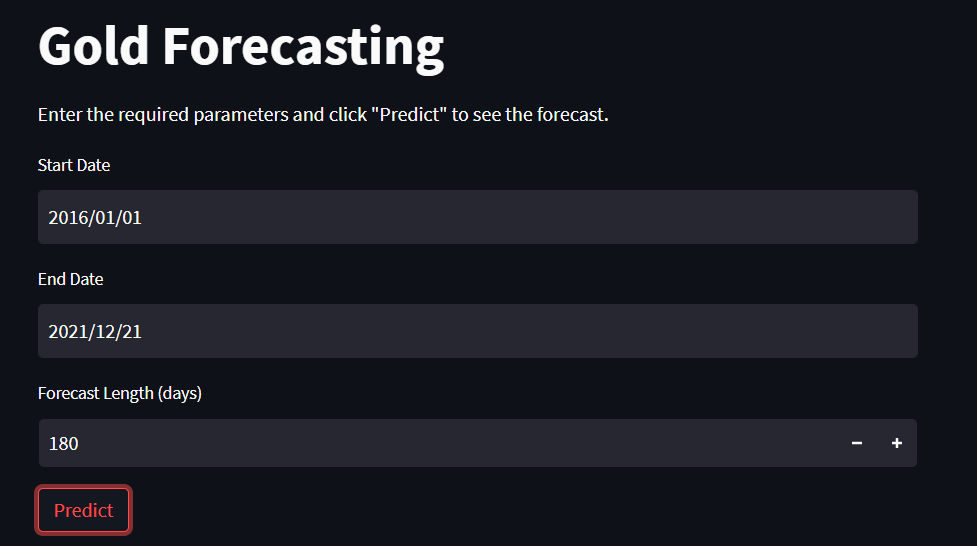 Gold Forecasting
Enter the required parameters and click "Predict" to see the forecast.
Start Date
2016/01/01
End Date
2021/12/21
Forecast Length (days)
180
Predict